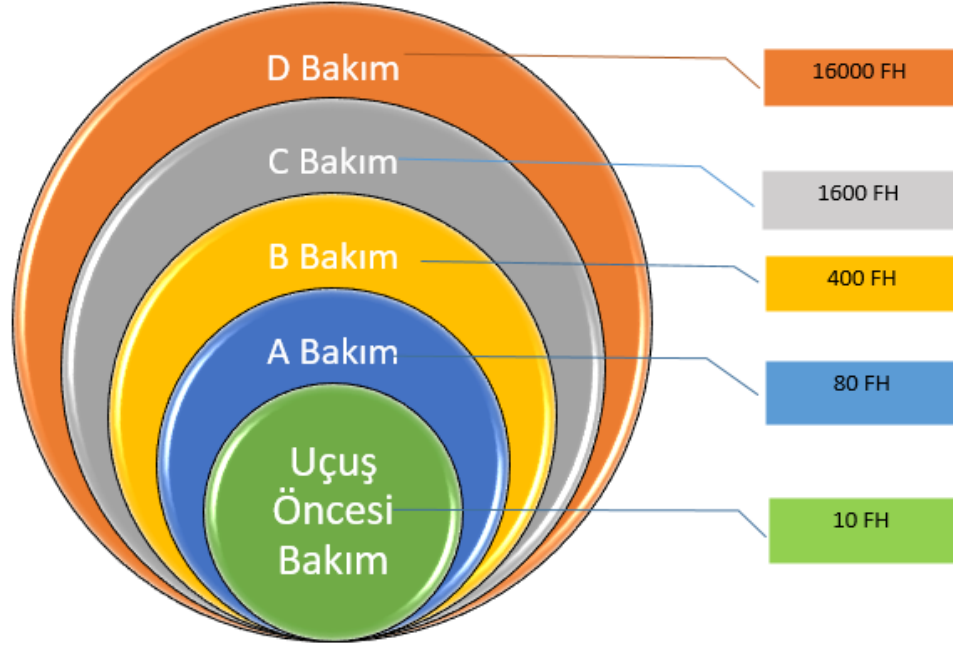 D Bakım
16000 FH
C Bakım
1600 FH
B Bakım
400 FH
A Bakım
80 FH
Uçuş
Öncesi
Bakım
10 FH